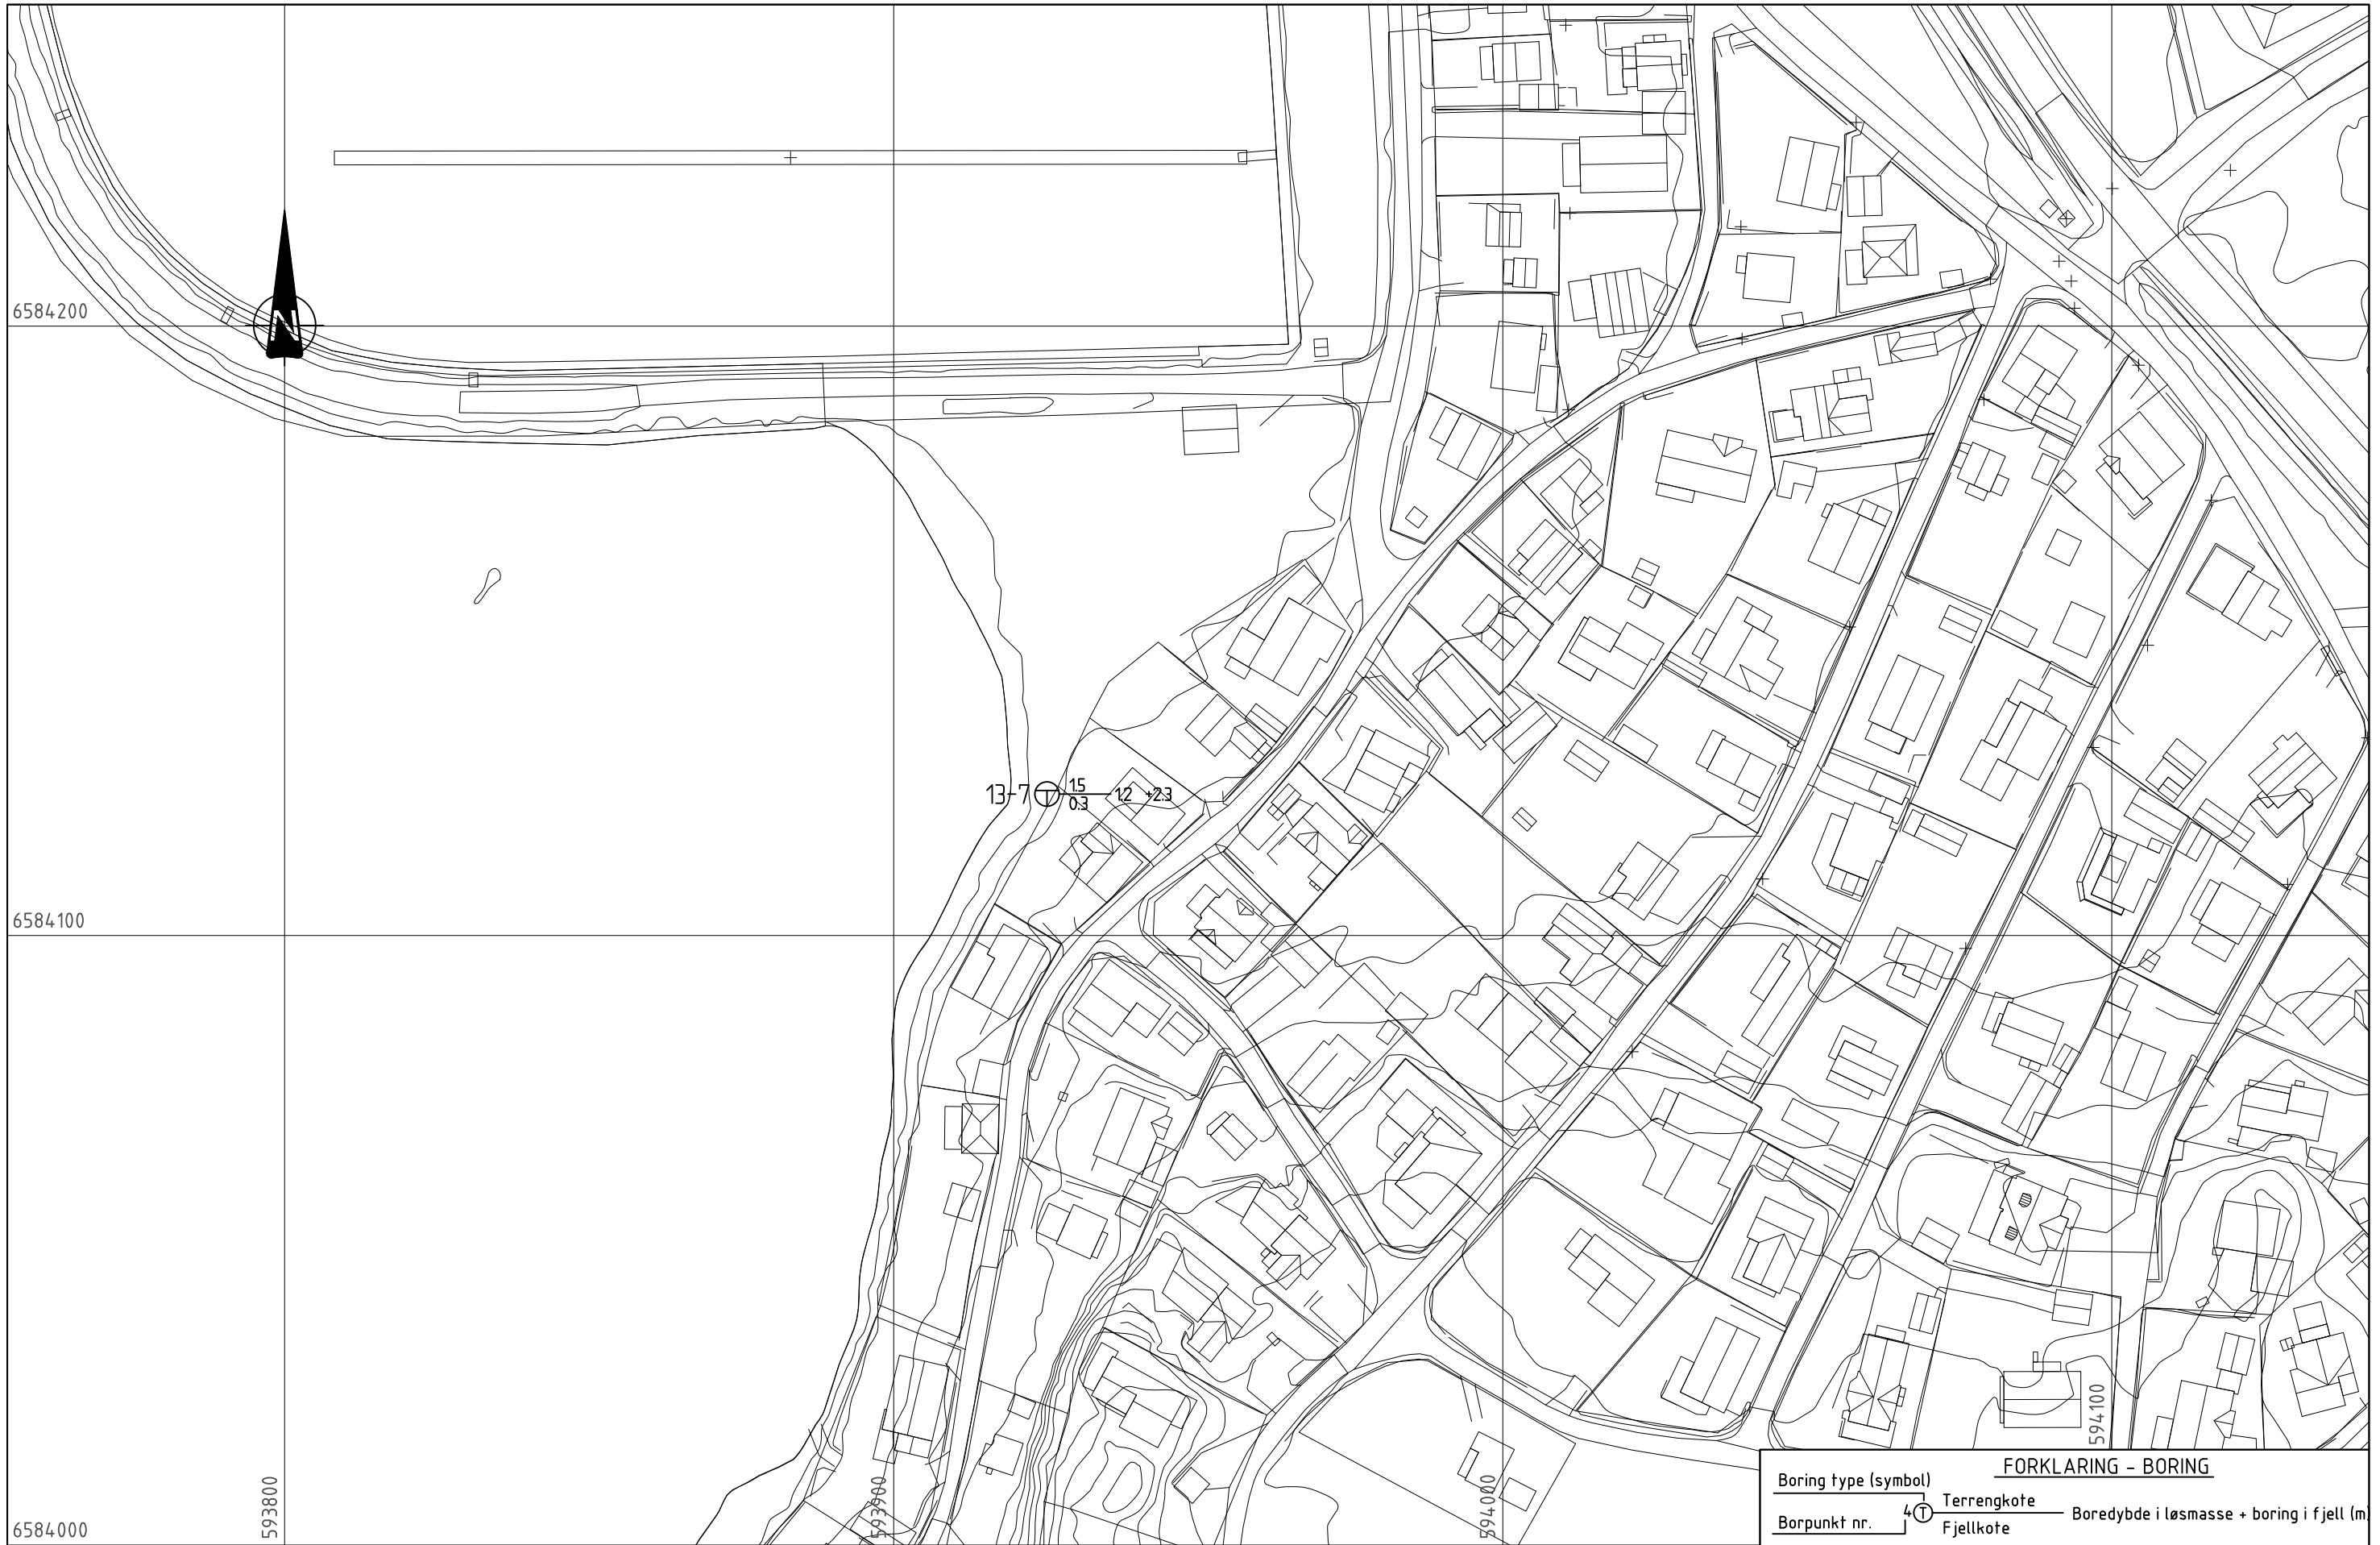 N
6584200
13-7 T 1.5 1.2 +2.3
0.3
6584100
6584000
593800
593900
594000
594100
FORKLARING - BORING
Boring type (symbol)
Borpunkt nr.
4 T
Terrengkote
Fjellkote
Boredybde i løsmasse + boring i fjell (m